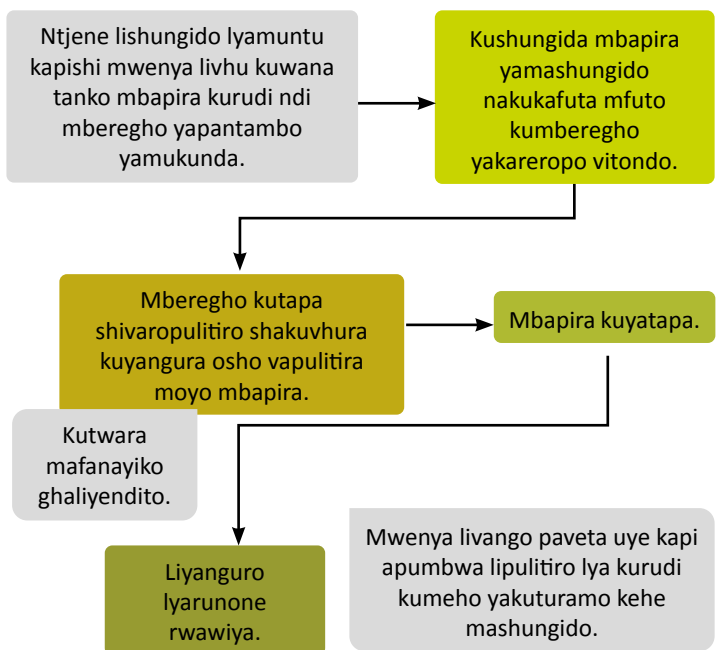 Ntjene lishungido lyamuntu
kapishi mwenya livhu kuwana
tanko mbapira kurudi ndi
mberegho yapantambo
yamukunda.
Kushungida mbapira
yamashungido
nakukafuta mfuto
kumberegho
yakareropo vitondo.
Mberegho kutapa
shivaropulitiro shakuvhura
kuyangura osho vapulitira
moyo mbapira.
Mbapira kuyatapa.
Kutwara
mafanayiko
ghaliyendito.
Liyanguro
lyarunone
rwawiya.
Mwenya livango paveta uye kapi
apumbwa lipulitiro lya kurudi
kumeho yakuturamo kehe
mashungido.